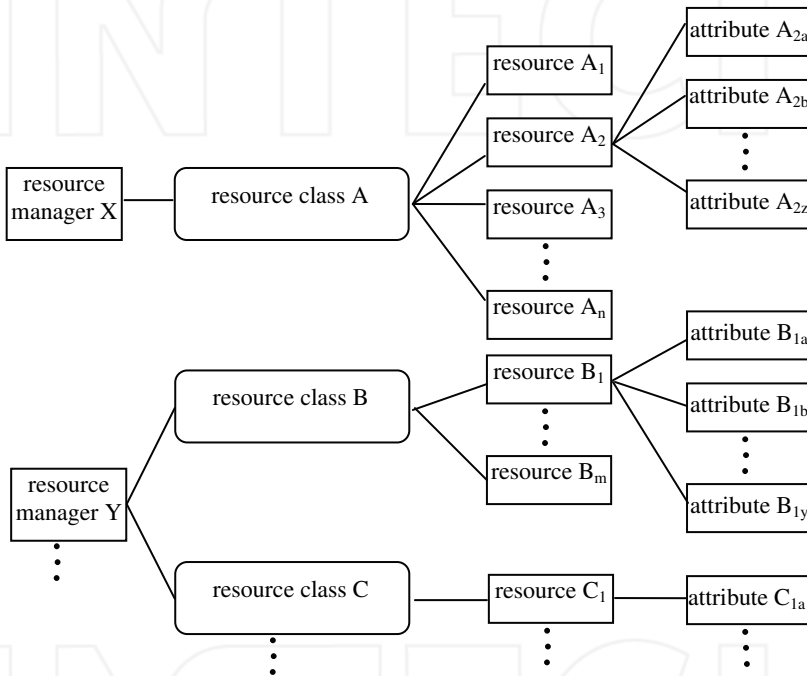 attribute A2a
resource A1
attribute A2b
resource A2
resource
manager X
resource class A
resource A3
attribute A2z
resource An
attribute B1a
resource B1
resource class B
attribute B1b
resource Bm
resource
manager Y
attribute B1y
resource class C
resource C1
attribute C1a
INTECH
INTECH